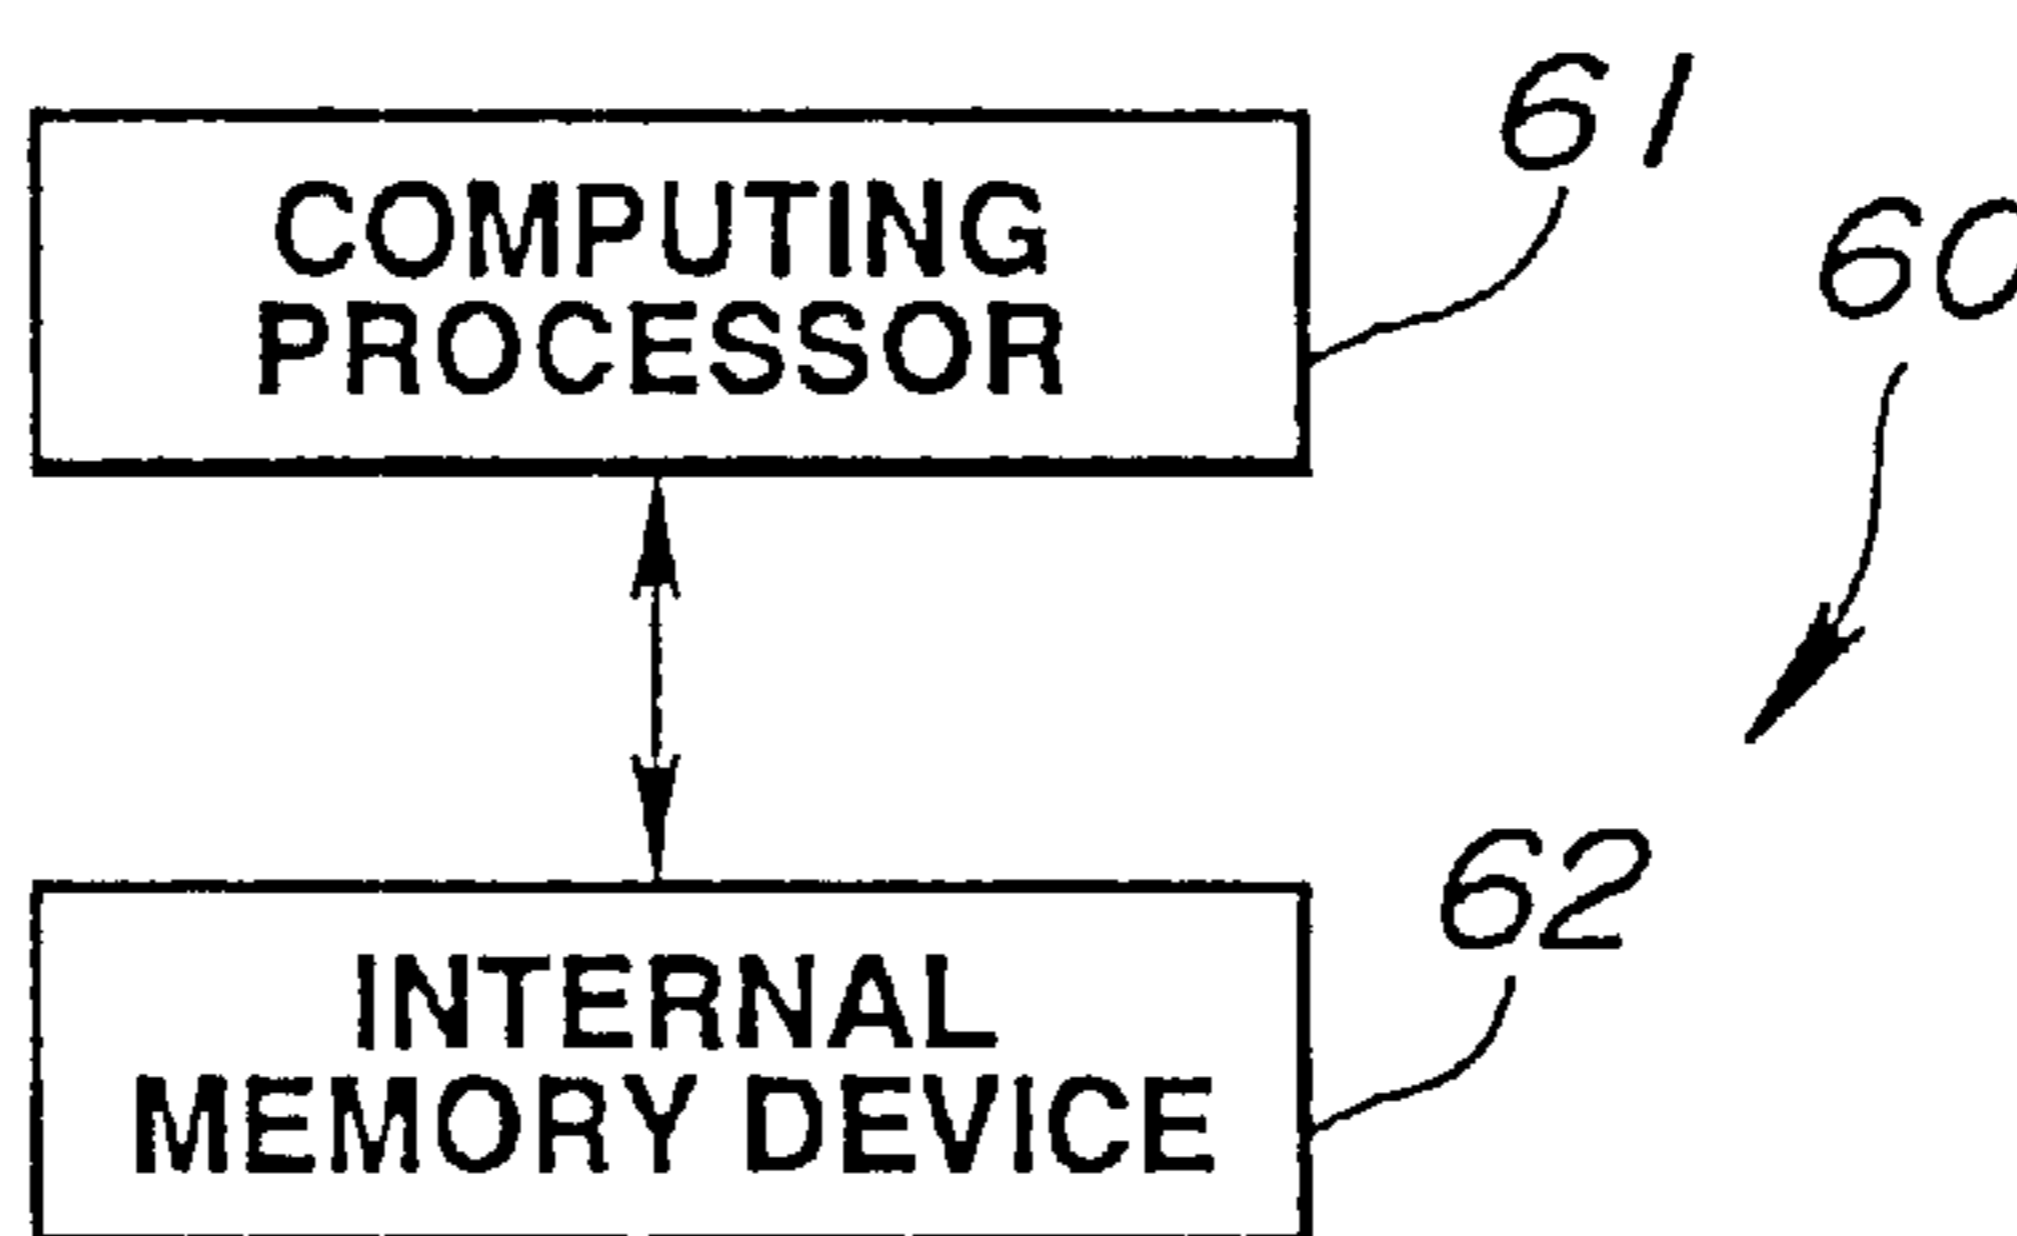 61
COMPUTING
PROCESSOR
60
62
INTERNAL
MEMORY DEVICE